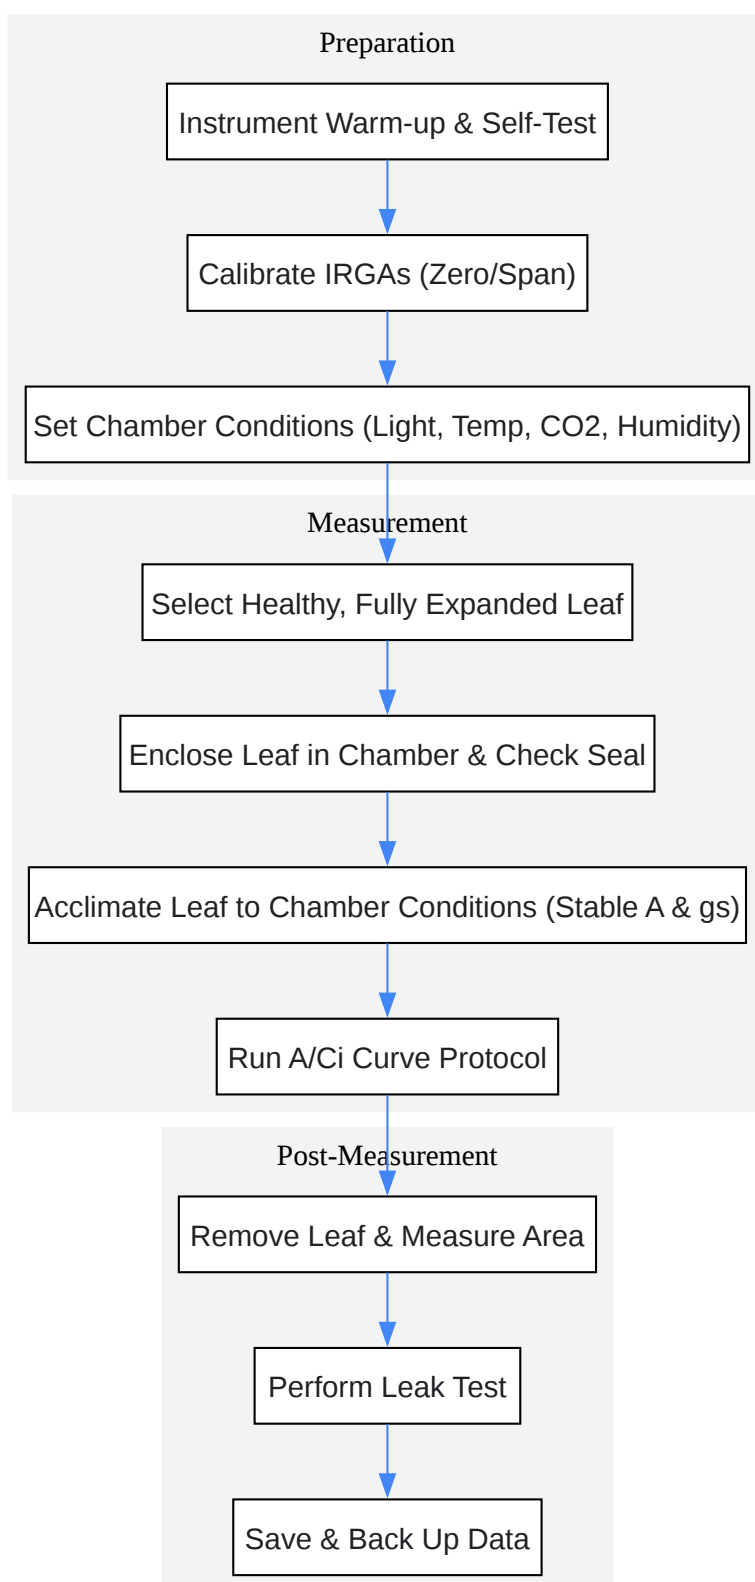 Preparation
Instrument Warm-up & Self-Test
Calibrate IRGAs (Zero/Span)
Set Chamber Conditions (Light, Temp, CO2, Humidity)
Measurement
Select Healthy, Fully Expanded Leaf
Enclose Leaf in Chamber & Check Seal
Acclimate Leaf to Chamber Conditions (Stable A & gs)
Run A/Ci Curve Protocol
Post-Measurement
Remove Leaf & Measure Area
Perform Leak Test
Save & Back Up Data